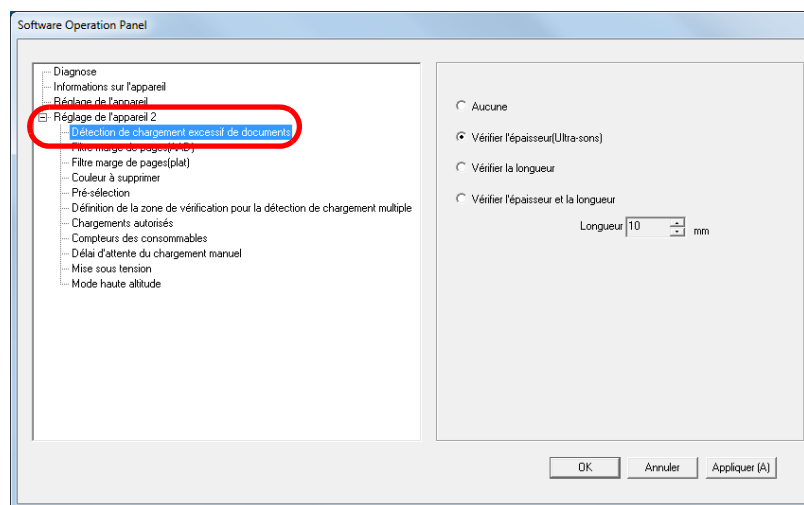 Software Operation Panel
Diagnose
Informations sur l'appareil
Réglage de l'appareil
Réglage de l'appareil 2
Détection de chargement excessif de documents
Filtre marge de pages(AAD)
Filtre marge de pages(plat)
Couleur à supprimer
Pré-sélection
Définition de la zone de vérification pour la détection de chargement multiple
Chargements autorisés
Compteurs des consommables
Délai d'attente du chargement manuel
Mise sous tension
Mode haute altitude
Aucune
Vérifier l'épaisseur(Ultra-sons)
Vérifier la longueur
Vérifier l'épaisseur et la longueur
Longueur 10 mm
OK Annuler Appliquer (A)